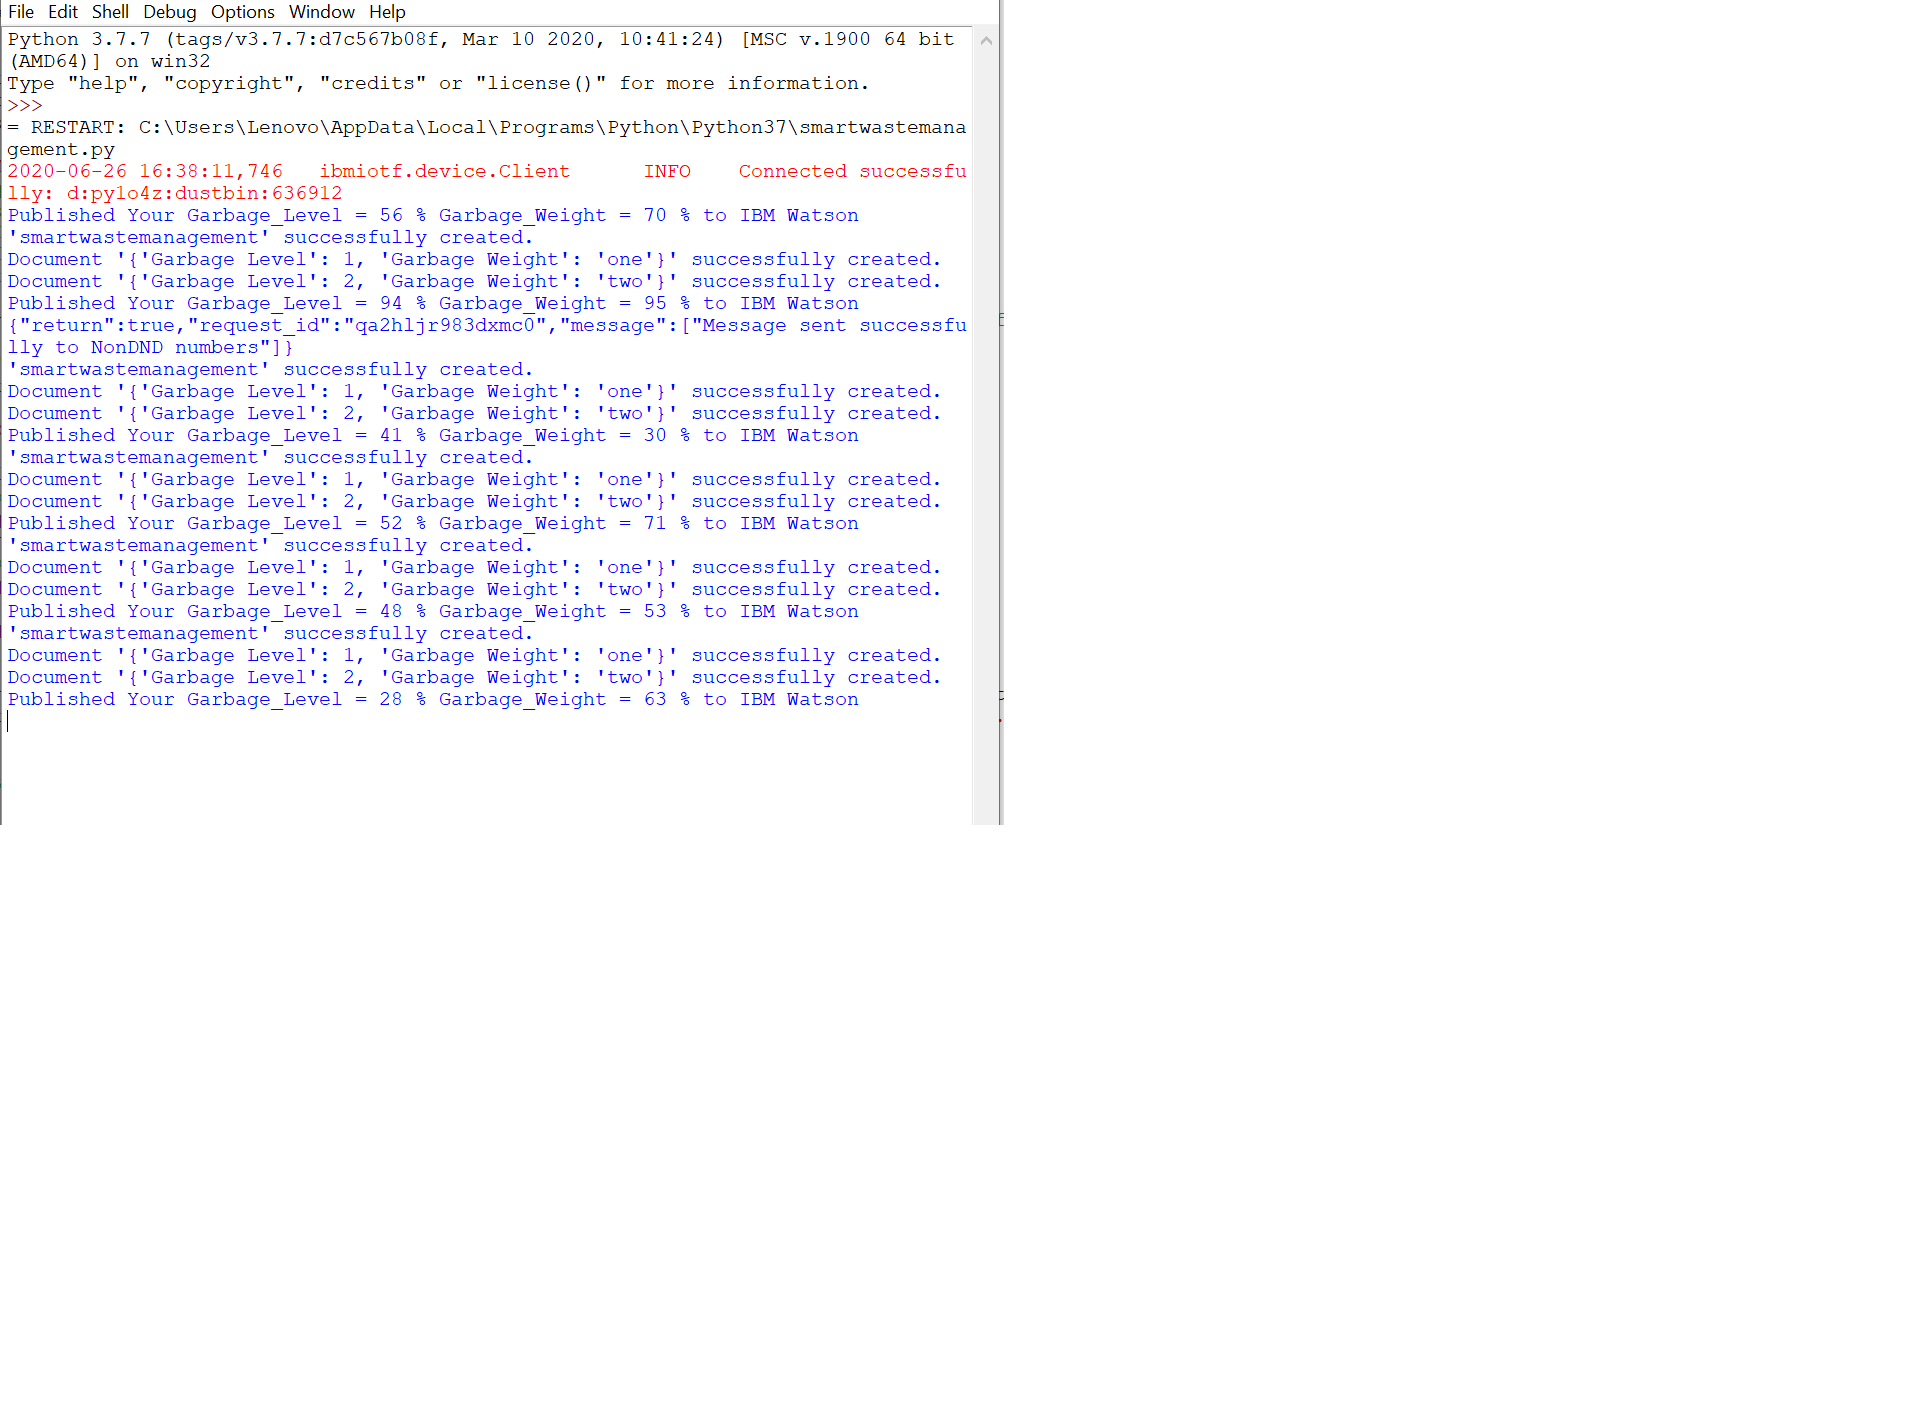 File Edit Shell Debug Options Window Help
Python 3.7.7 (tags/v3.7.7:d7c567b08f, Mar 10 2020, 10:41:24) [MSC v.1900 64 bit
(AMD64)] on win32
Type "help", "copyright", "credits" or "license()" for more information.
>>>
= RESTART: C:\Users\Lenovo\AppData\Local\Programs\Python\Python37\smartwastemana
gement.py
2020-06-26 16:38:11,746   ibmiotf.device.Client      INFO    Connected successfu
lly: d:py1o4z:dustbin:636912
Published Your Garbage_Level = 56 % Garbage_Weight = 70 % to IBM Watson
'smartwastemanagement' successfully created.
Document '{'Garbage Level': 1, 'Garbage Weight': 'one'}' successfully created.
Document '{'Garbage Level': 2, 'Garbage Weight': 'two'}' successfully created.
Published Your Garbage_Level = 94 % Garbage_Weight = 95 % to IBM Watson
{"return":true,"request_id":"qa2hljr983dxmc0","message":["Message sent successfu
lly to NonDND numbers"]}
'smartwastemanagement' successfully created.
Document '{'Garbage Level': 1, 'Garbage Weight': 'one'}' successfully created.
Document '{'Garbage Level': 2, 'Garbage Weight': 'two'}' successfully created.
Published Your Garbage_Level = 41 % Garbage_Weight = 30 % to IBM Watson
'smartwastemanagement' successfully created.
Document '{'Garbage Level': 1, 'Garbage Weight': 'one'}' successfully created.
Document '{'Garbage Level': 2, 'Garbage Weight': 'two'}' successfully created.
Published Your Garbage_Level = 52 % Garbage_Weight = 71 % to IBM Watson
'smartwastemanagement' successfully created.
Document '{'Garbage Level': 1, 'Garbage Weight': 'one'}' successfully created.
Document '{'Garbage Level': 2, 'Garbage Weight': 'two'}' successfully created.
Published Your Garbage_Level = 48 % Garbage_Weight = 53 % to IBM Watson
'smartwastemanagement' successfully created.
Document '{'Garbage Level': 1, 'Garbage Weight': 'one'}' successfully created.
Document '{'Garbage Level': 2, 'Garbage Weight': 'two'}' successfully created.
Published Your Garbage_Level = 28 % Garbage_Weight = 63 % to IBM Watson